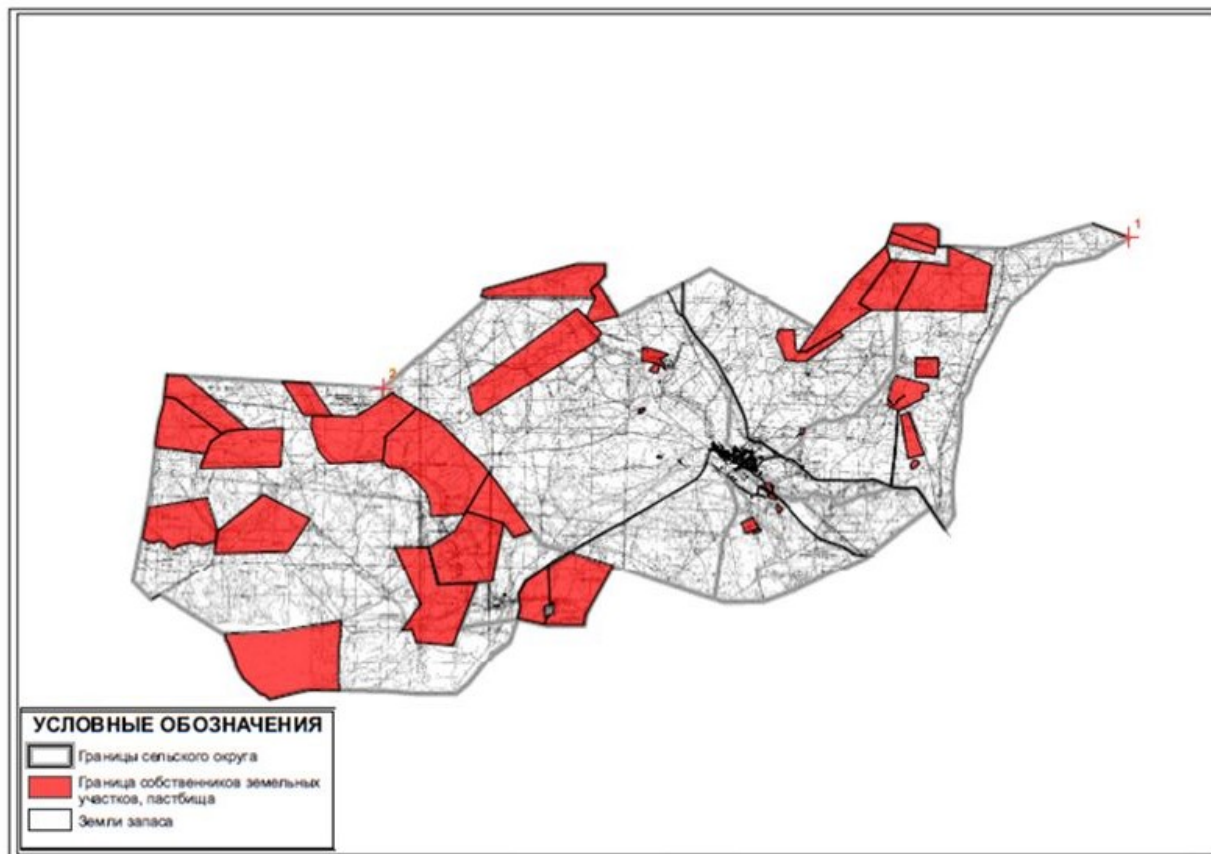 1
2
УСЛОВНЫЕ ОБОЗНАЧЕНИЯ
Границы сельского округа
Граница собственников земельных
участков, пастбища
Земли запаса